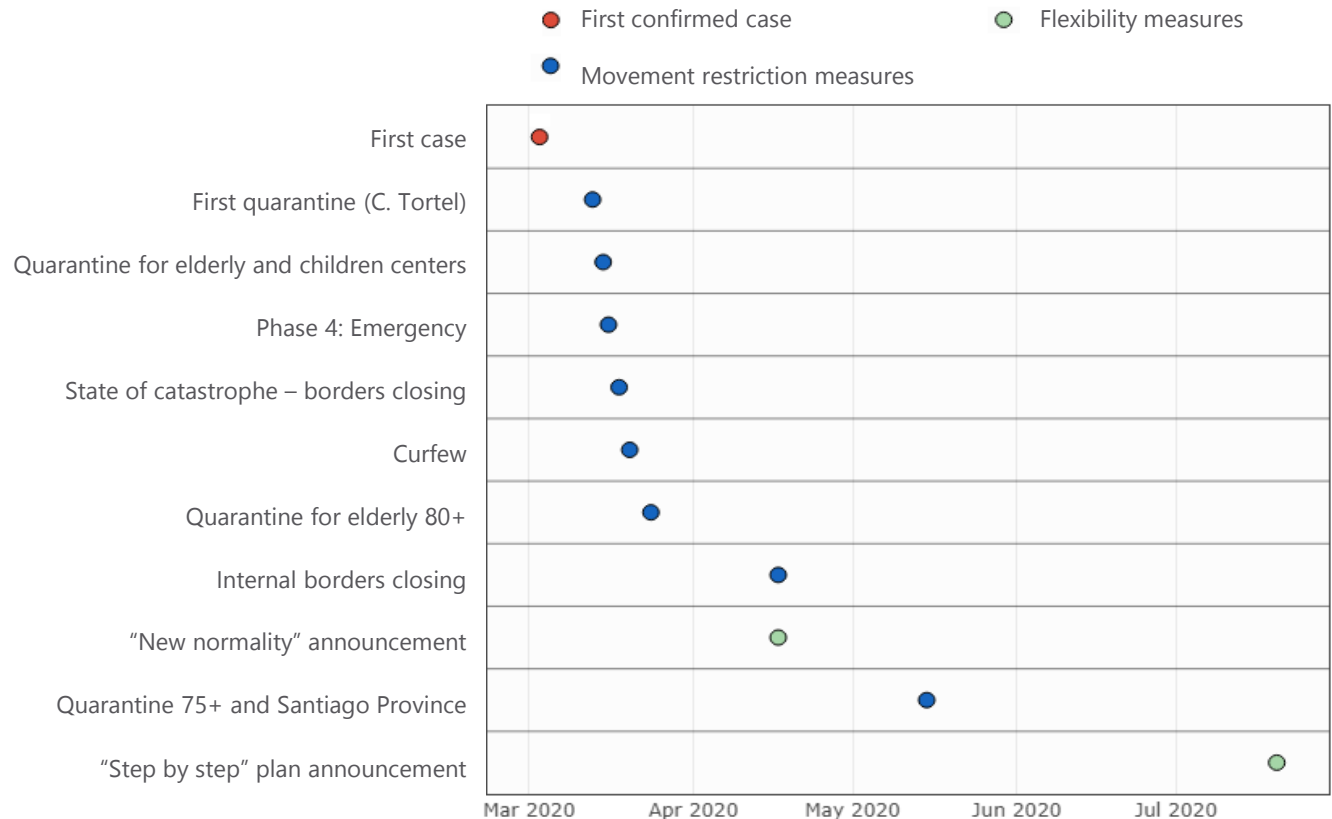 First confirmed case
Flexibility measures
Movement restriction measures
First case
First quarantine (C. Tortel)
Quarantine for elderly and children centers
Phase 4: Emergency
State of catastrophe – borders closing
Curfew
Quarantine for elderly 80+
Internal borders closing
“New normality” announcement
Quarantine 75+ and Santiago Province
“Step by step” plan announcement
Mar 2020 Apr 2020 May 2020 Jun 2020 Jul 2020